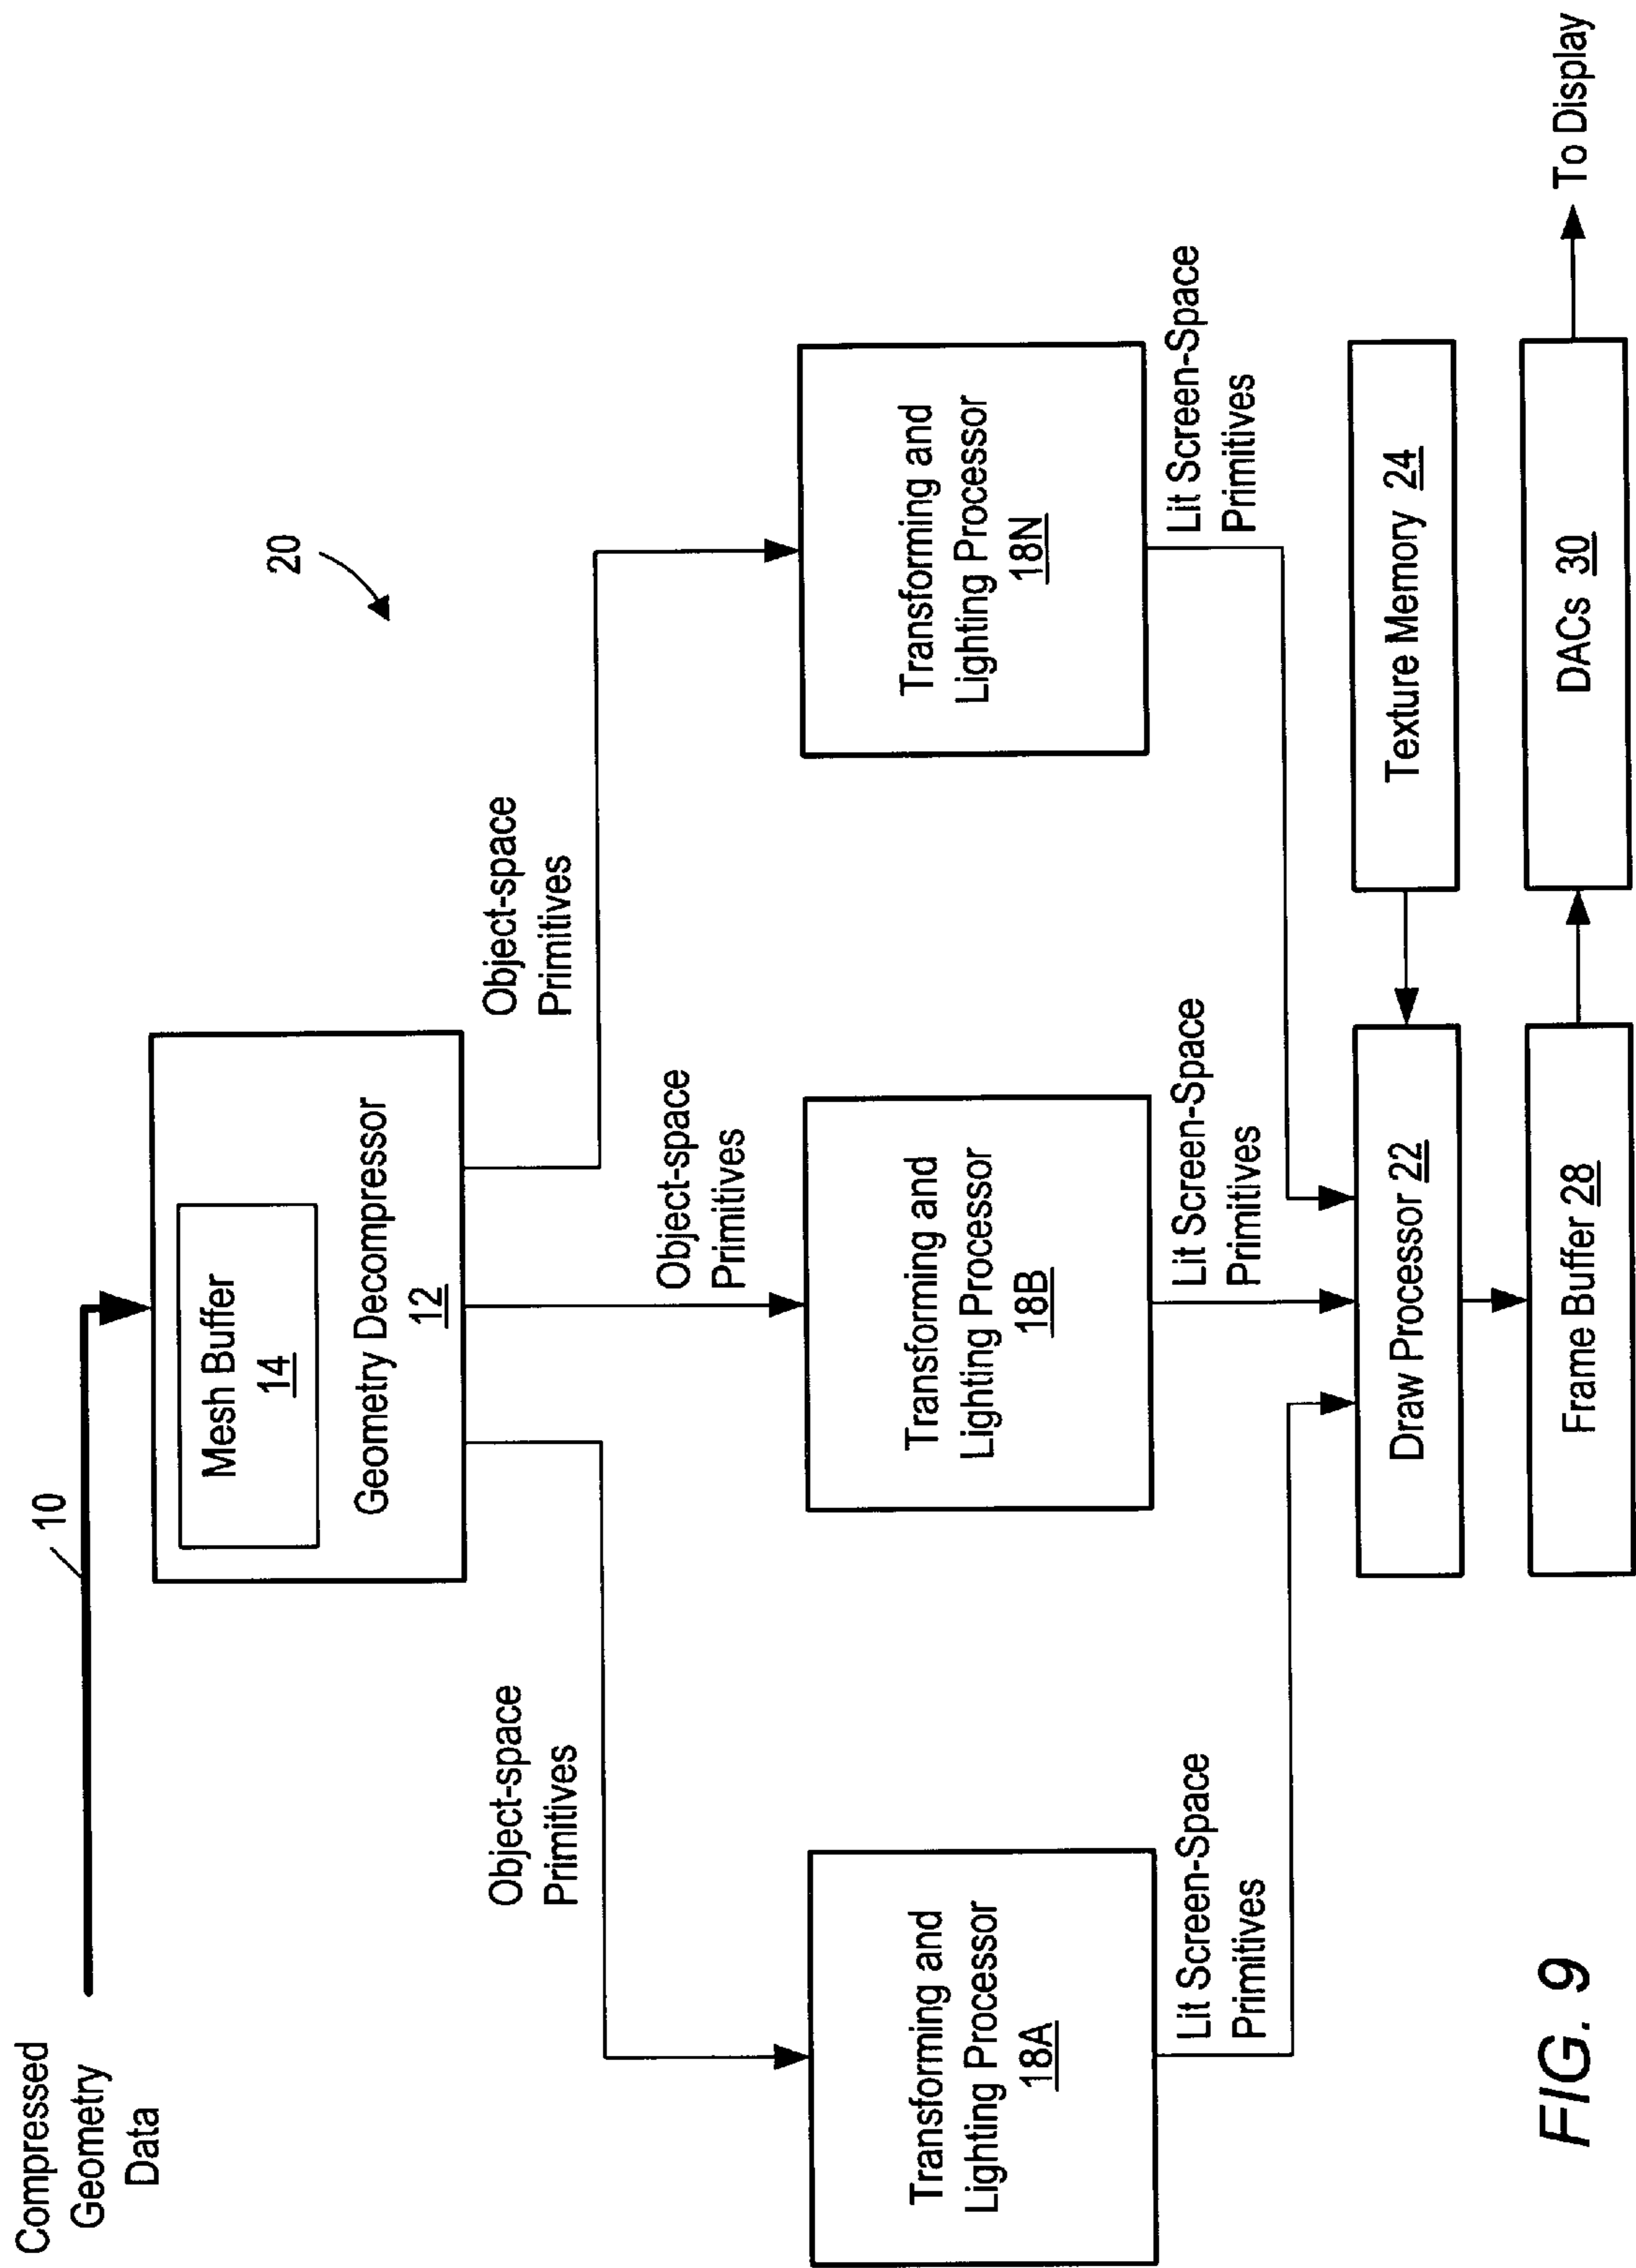 Compressed
Geometry
Data
10
Mesh Buffer
14
Geometry Decompressor
12
20
Object-space
Primitives
Object-space
Primitives
Object-space
Primitives
Transforming and
Lighting Processor
18A
Transforming and
Lighting Processor
18B
Transforming and
Lighting Processor
18N
Lit Screen-Space
Primitives
Lit Screen-Space
Primitives
Lit Screen-Space
Primitives
Draw Processor 22
Texture Memory 24
Frame Buffer 28
DACs 30
To Display
FIG. 9